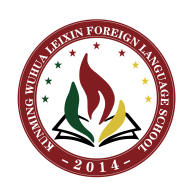 KUNMING WUHUA LEIXIN FOREIGN LANGUAGE SCHOOL
- 2014 -